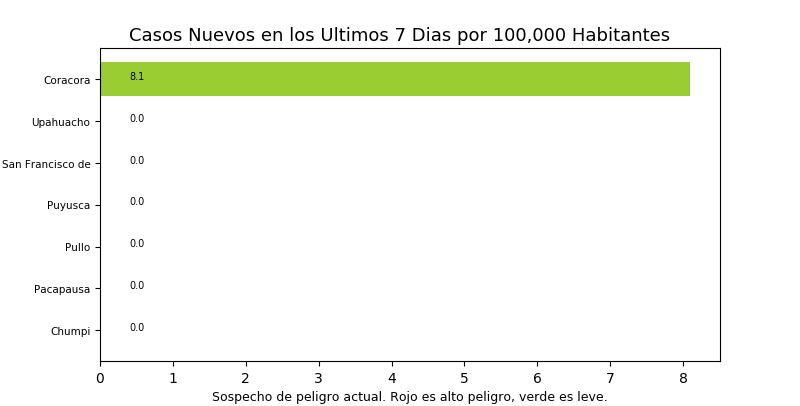 Casos Nuevos en los Ultimos 7 Dias por 100,000 Habitantes
Coracora 8.1
Upahuacho 0.0
San Francisco de 0.0
Puyusca 0.0
Pullo 0.0
Pacapausa 0.0
Chumpi 0.0
0 1 2 3 4 5 6 7 8
Sospecho de peligro actual. Rojo es alto peligro, verde es leve.